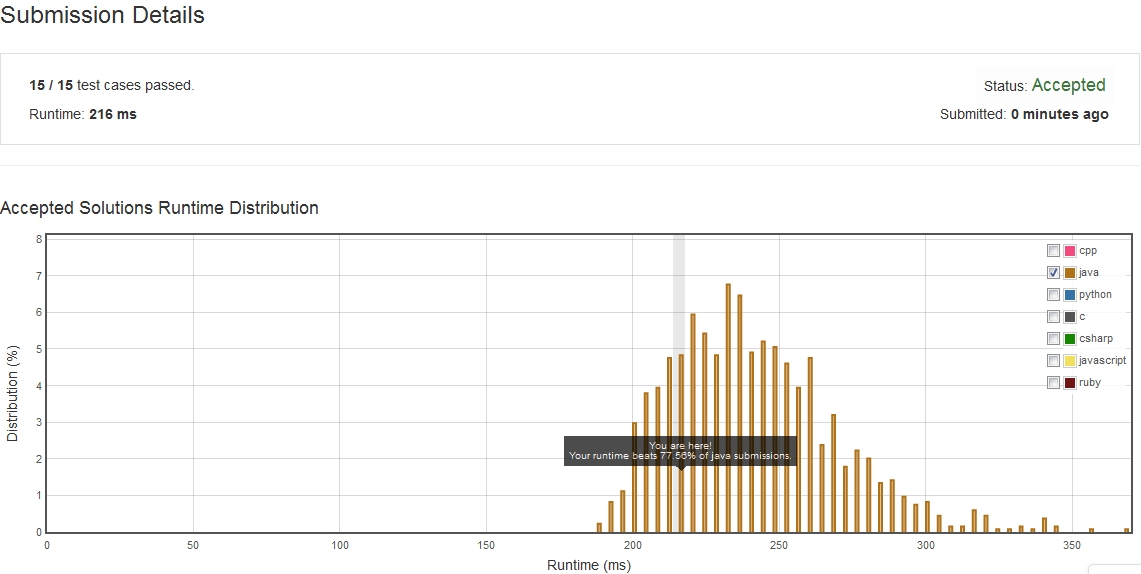 Submission Details
15 / 15 test cases passed.
Status: Accepted
Runtime: 216 ms
Submitted: 0 minutes ago
Accepted Solutions Runtime Distribution
8
7
6
5
4
3
2
1
0
Distribution (%)
cpp
java
python
c
csharp
javascript
ruby
You are here!
Your runtime beats 77.56% of java submissions.
0
50
100
150
200
250
300
350
Runtime (ms)